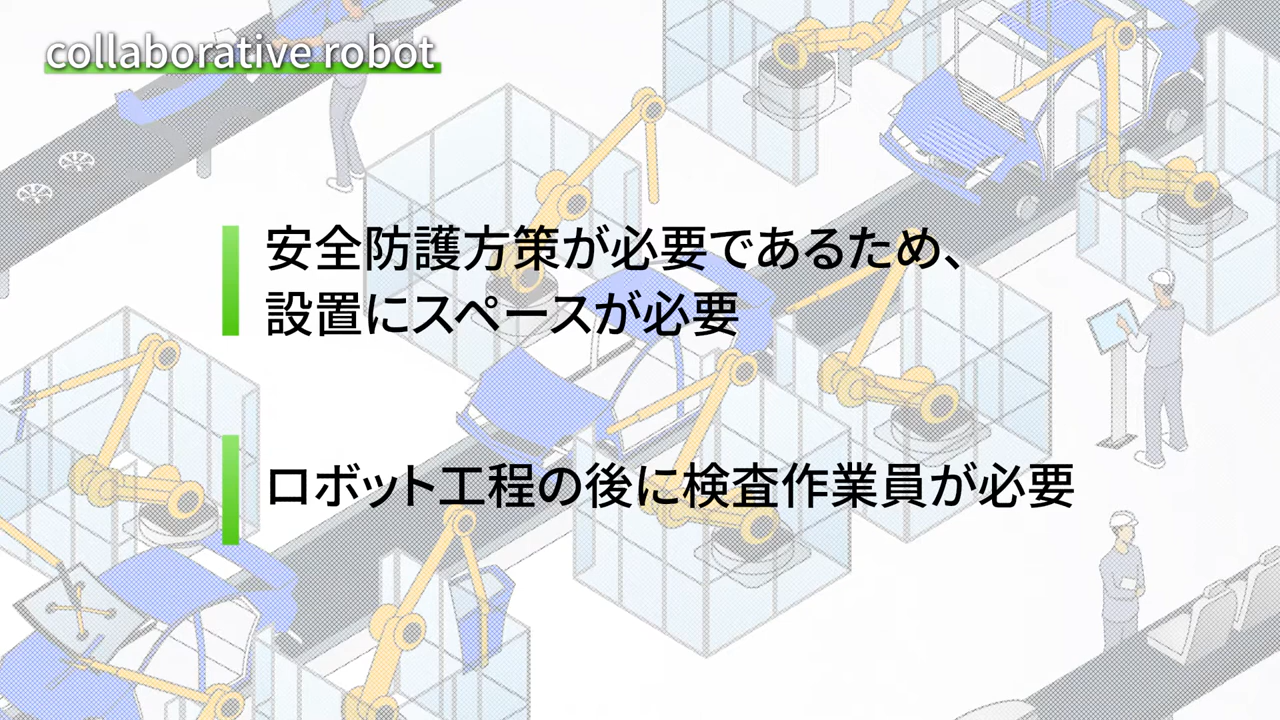 collaborative robot
安全防護方策が必要であるため、
設置にスペースが必要
ロボット工程の後に検査作業員が必要